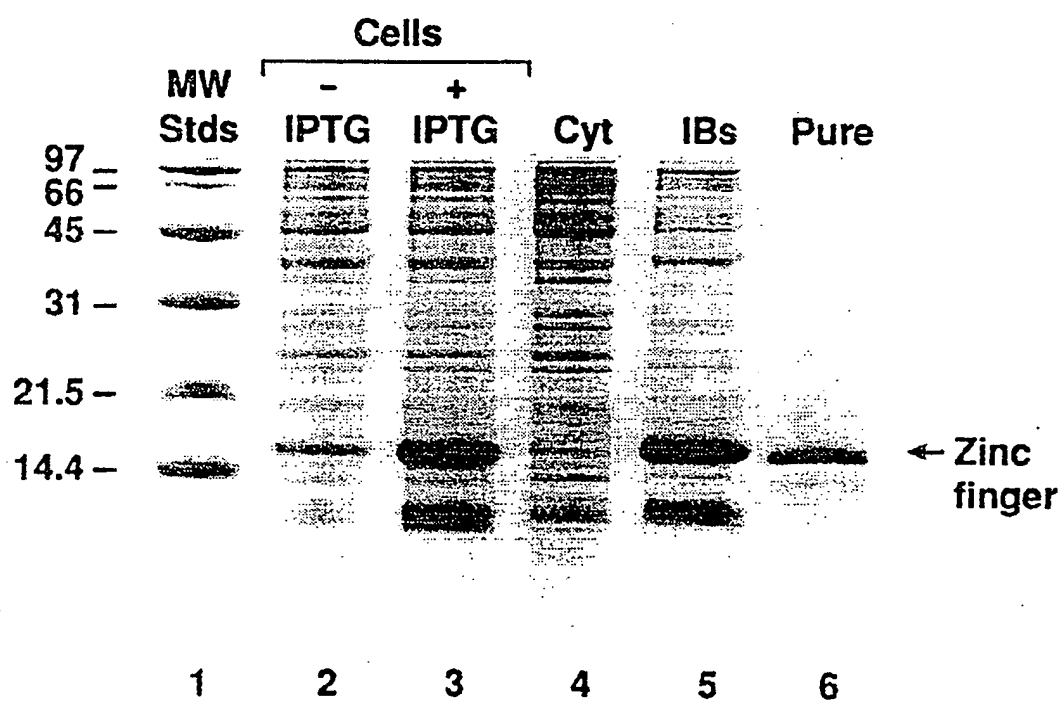 Cells
MW
Stds
−
IPTG
+
IPTG
Cyt
IBs
Pure
97
66
45
31
21.5
14.4
Zinc
finger
1 2 3 4 5 6